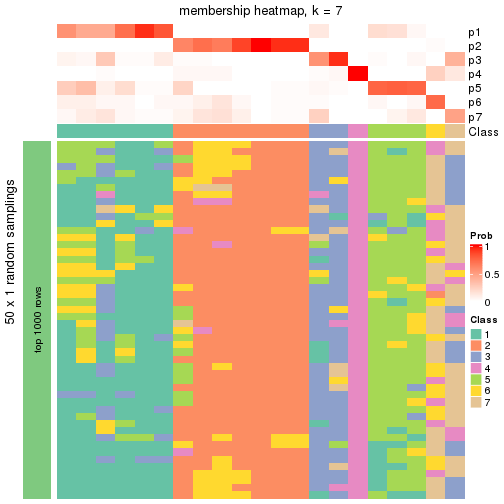 membership heatmap, k = 7
p1
p2
p3
p4
p5
p6
p7
Class
50 x 1 random samplings
top 1000 rows
Prob
1
0.5
0
Class
1
2
3
4
5
6
7